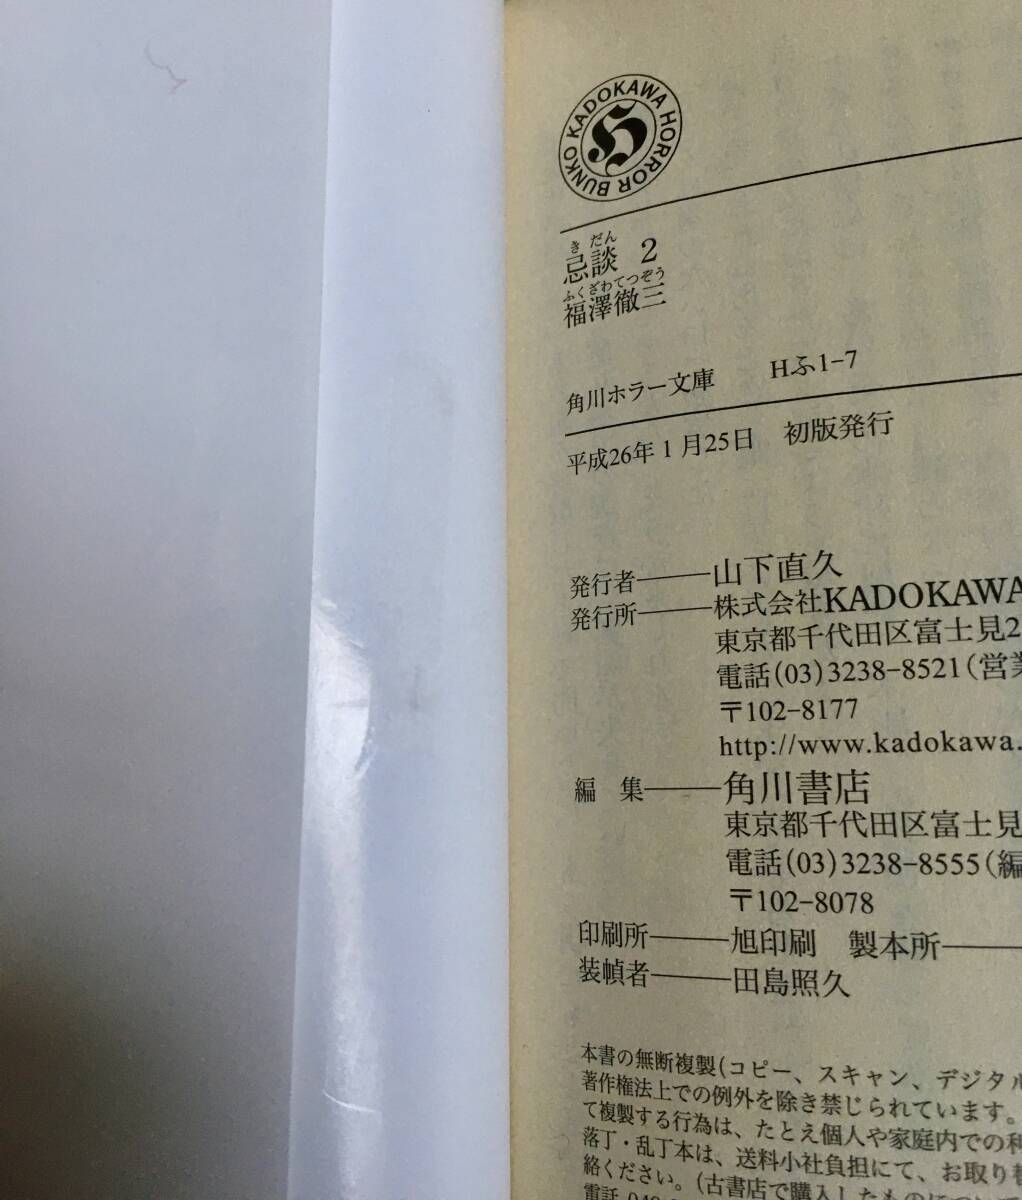 KADOKAWA HORROR BUNKO
きだん
忌談 2
ふくざわてつぞう
福澤徹三
角川ホラー文庫 Hふ1-7
平成26年1月25日 初版発行
発行者――山下直久
発行所――株式会社KADOKAWA
東京都千代田区富士見2
電話(03)3238-8521(営業
〒102-8177
http://www.kadokawa.
編 集――角川書店
東京都千代田区富士見
電話(03)3238-8555(編
〒102-8078
印刷所――旭印刷 製本所――
装幀者――田島照久
本書の無断複製(コピー、スキャン、デジタル
著作権法上での例外を除き禁じられています。
て複製する行為は、たとえ個人や家庭内での利
落丁・乱丁本は、送料小社負担にて、お取り替
絡ください。(古書店で購入したものについて
電話 049-